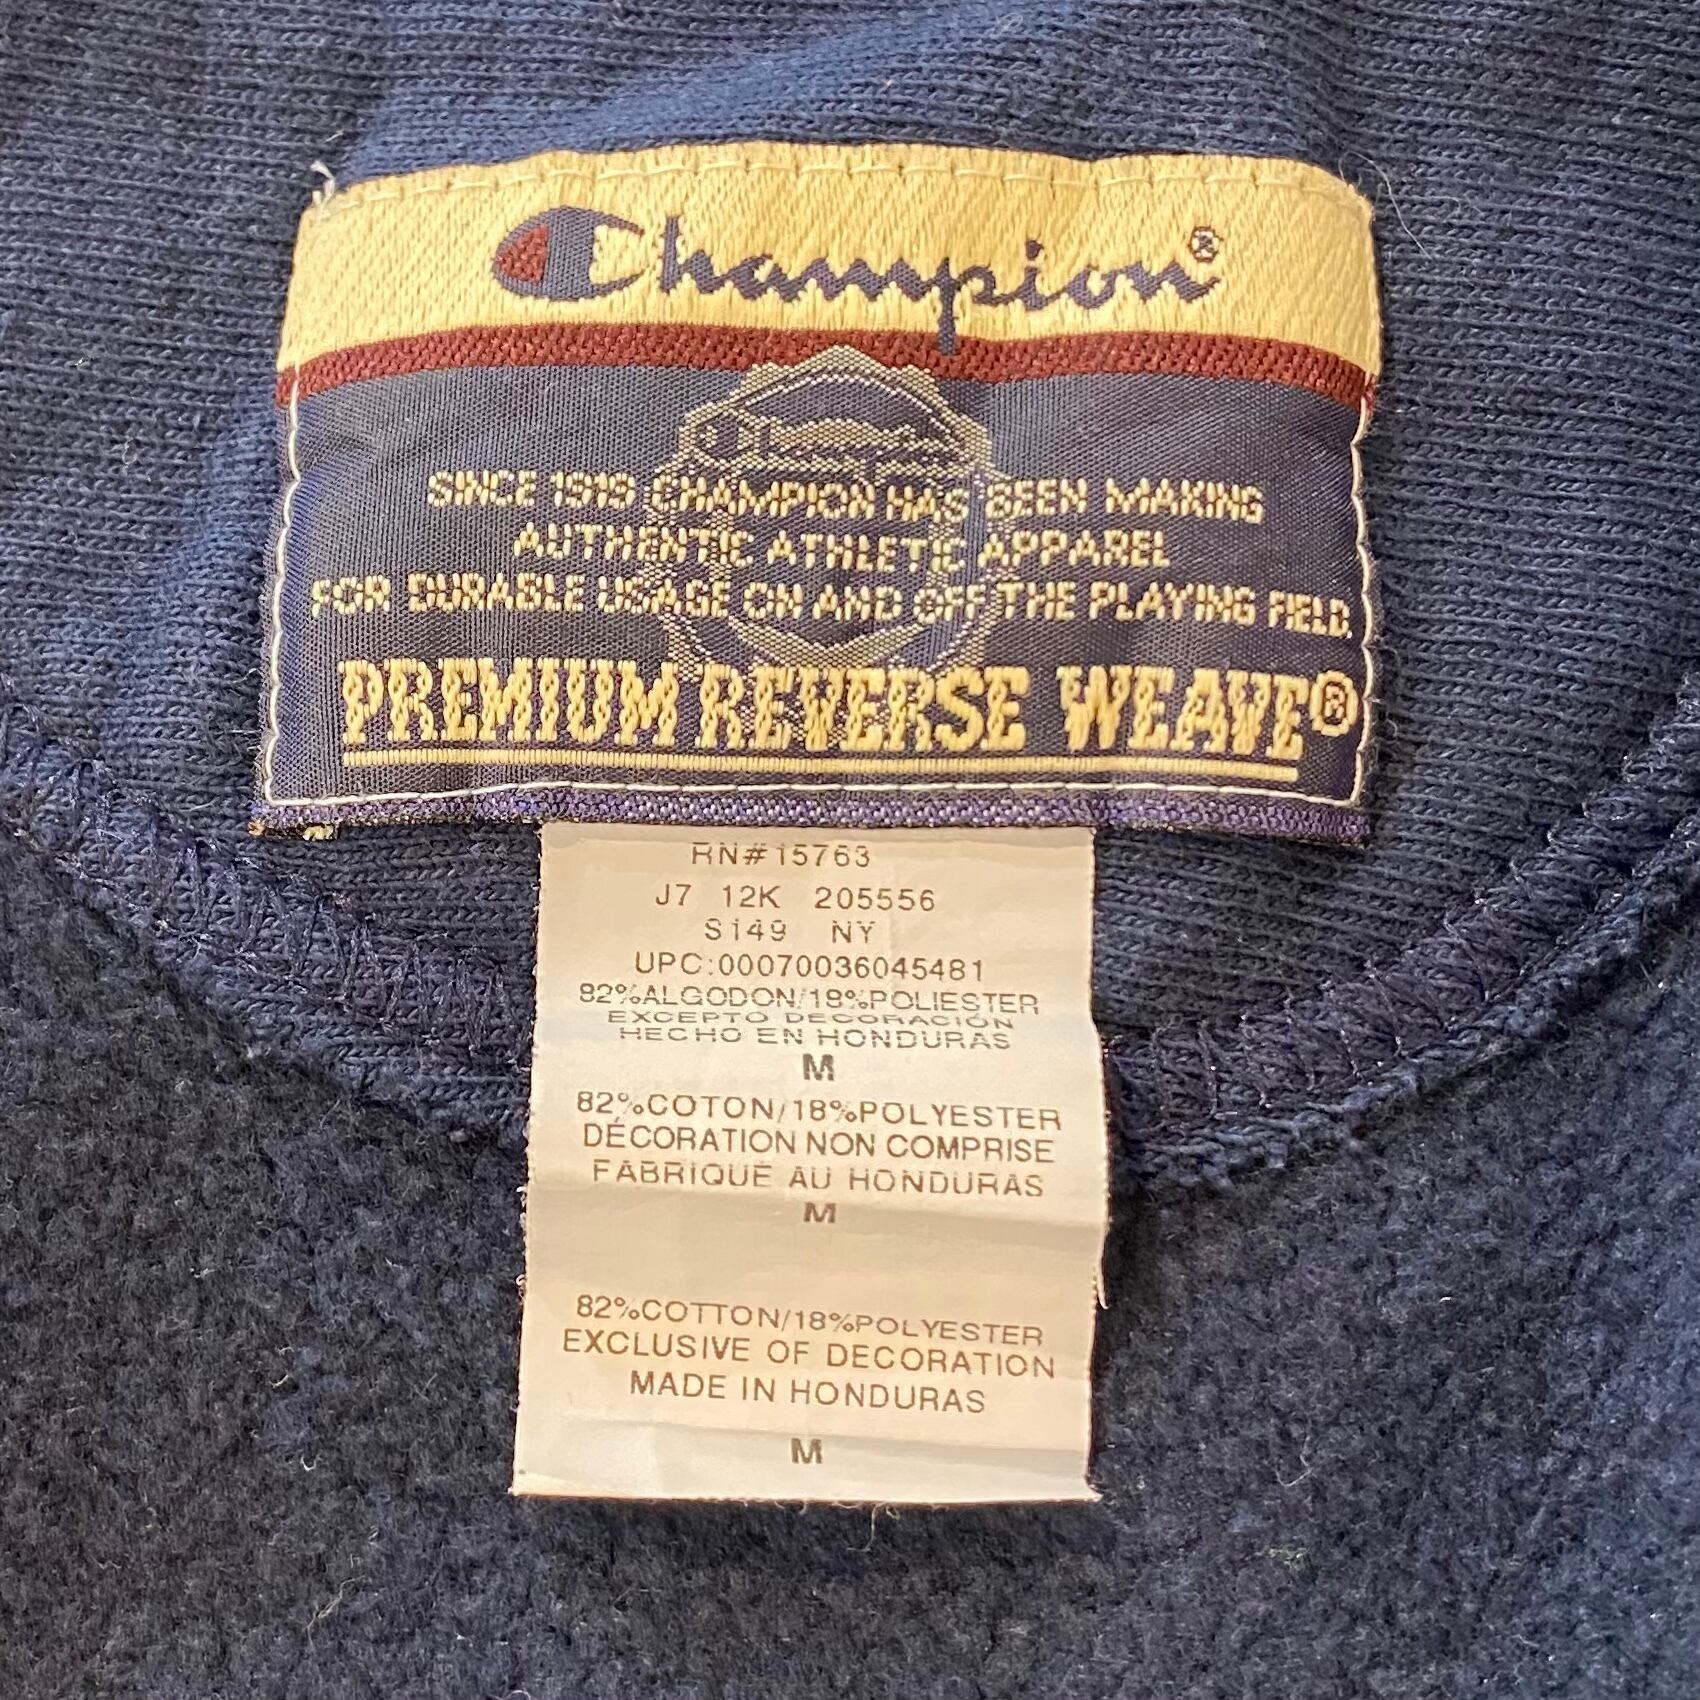 Champion®
Champion
SINCE 1919 CHAMPION HAS BEEN MAKING
AUTHENTIC ATHLETIC APPAREL
FOR DURABLE USAGE ON AND OFF THE PLAYING FIELD.
PREMIUM REVERSE WEAVE®
RN#15763
J7 12K 205556
S149 NY
UPC:00070036045481
82%ALGODON/18%POLIESTER
EXCEPTO DECORACIÓN
HECHO EN HONDURAS
M
82%COTON/18%POLYESTER
DÉCORATION NON COMPRISE
FABRIQUÉ AU HONDURAS
M
82%COTTON/18%POLYESTER
EXCLUSIVE OF DECORATION
MADE IN HONDURAS
M